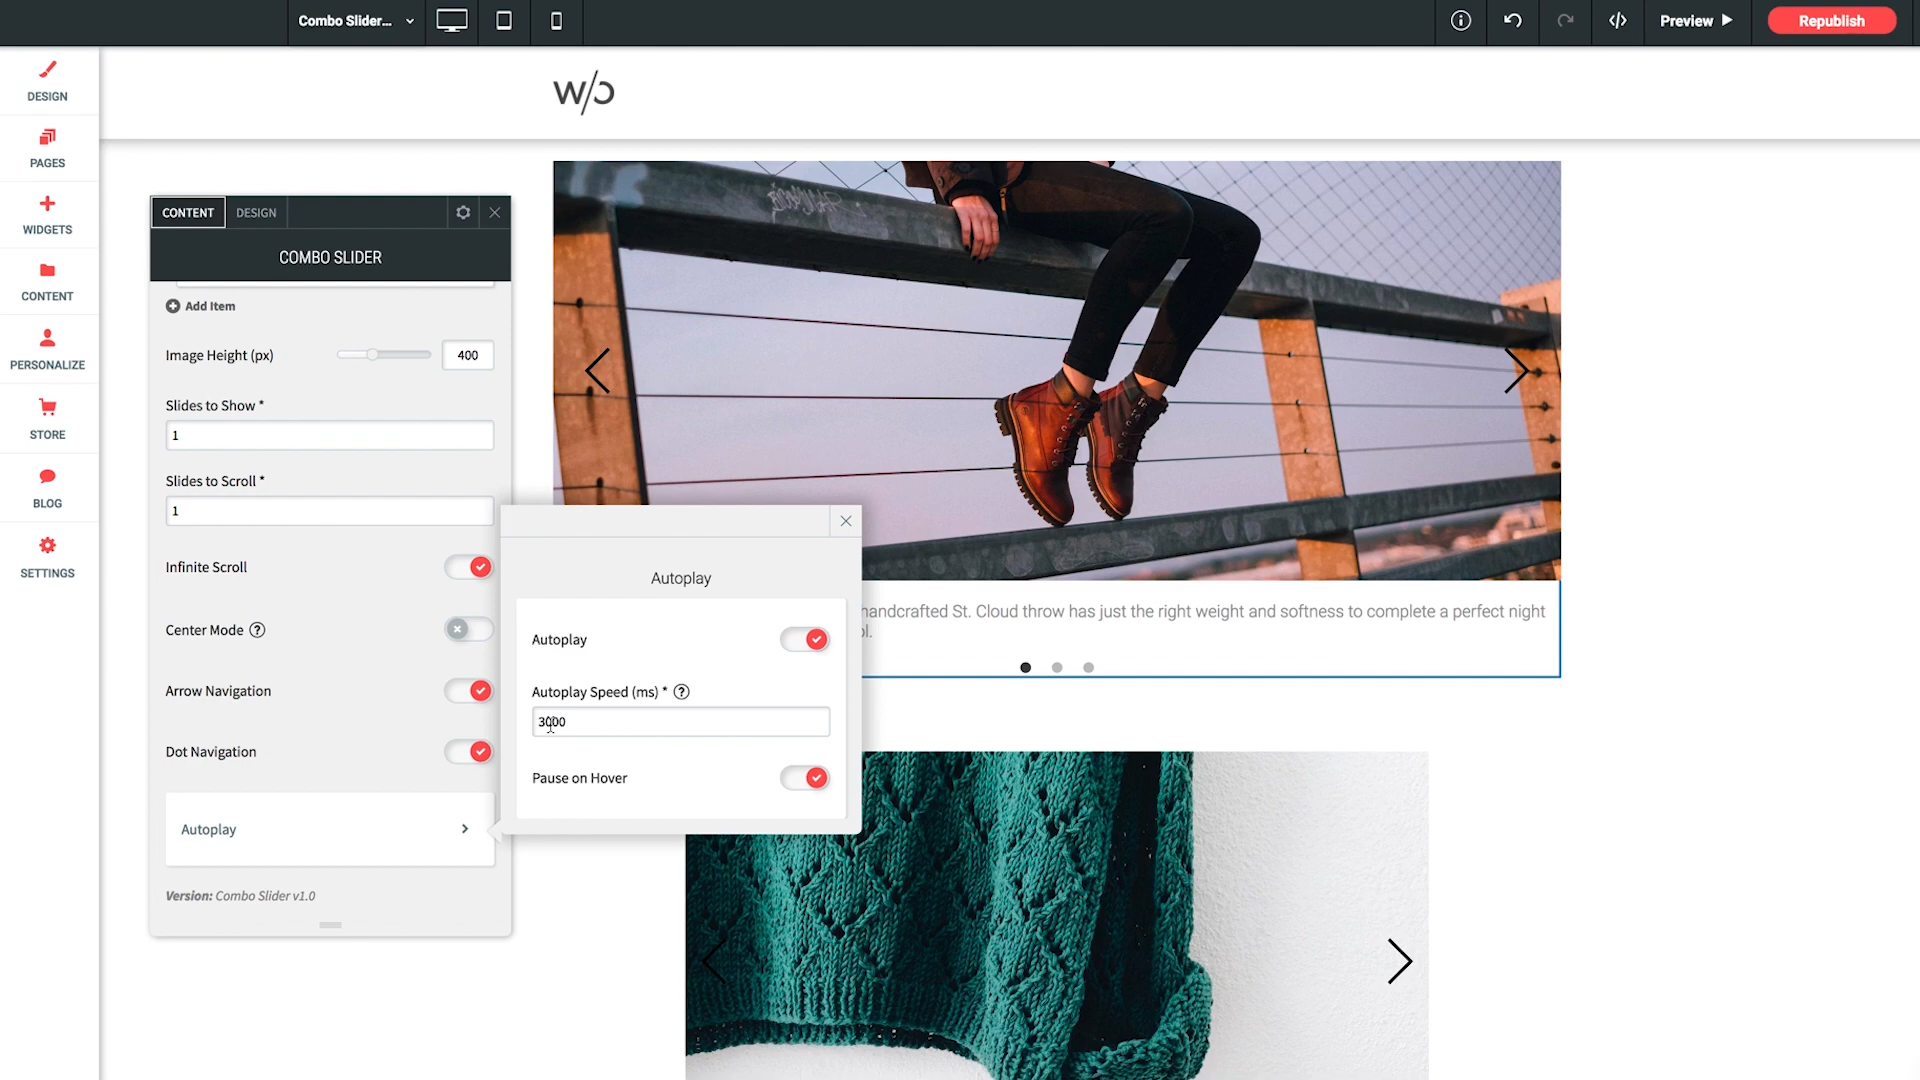 Combo Slider...
Preview
Republish
DESIGN
PAGES
WIDGETS
CONTENT
PERSONALIZE
STORE
BLOG
SETTINGS
CONTENT
DESIGN
COMBO SLIDER
Add Item
Image Height (px)
400
Slides to Show *
1
Slides to Scroll *
1
Infinite Scroll
Center Mode ?
Arrow Navigation
Dot Navigation
Autoplay
Version: Combo Slider v1.0
Autoplay
Autoplay
Autoplay Speed (ms) * ?
3000
Pause on Hover
handcrafted St. Cloud throw has just the right weight and softness to complete a perfect night